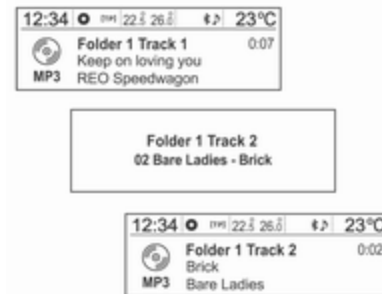 12:34 22.5 26.5 23°C
Folder 1 Track 1 0:07
Keep on loving you
MP3 REO Speedwagon
Folder 1 Track 2
02 Bare Ladies - Brick
12:34 22.5 26.5 23°C
Folder 1 Track 2 0:02
Brick
MP3 Bare Ladies